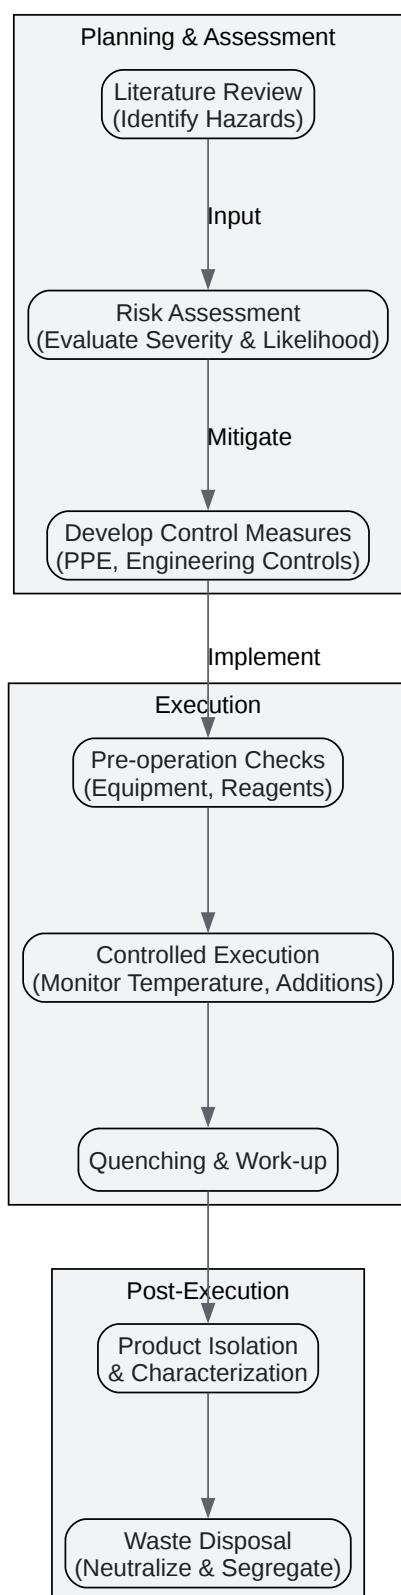 Planning & Assessment
Literature Review
(Identify Hazards)
Input
Risk Assessment
(Evaluate Severity & Likelihood)
Mitigate
Develop Control Measures
(PPE, Engineering Controls)
Implement
Execution
Pre-operation Checks
(Equipment, Reagents)
Controlled Execution
(Monitor Temperature, Additions)
Quenching & Work-up
Post-Execution
Product Isolation
& Characterization
Waste Disposal
(Neutralize & Segregate)